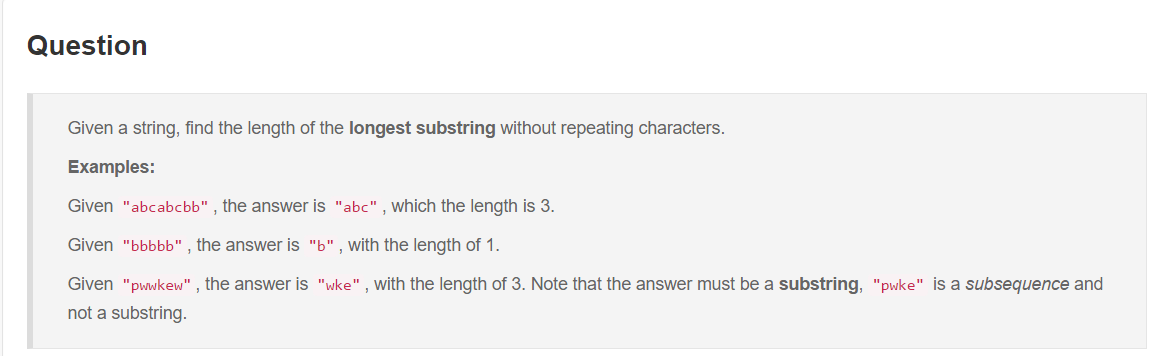 Question
Given a string, find the length of the longest substring without repeating characters.
Examples:
Given "abcabcbb" , the answer is "abc" , which the length is 3.
Given "bbbbb" , the answer is "b" , with the length of 1.
Given "pwwkew" , the answer is "wke" , with the length of 3. Note that the answer must be a substring, "pwke" is a subsequence and
not a substring.